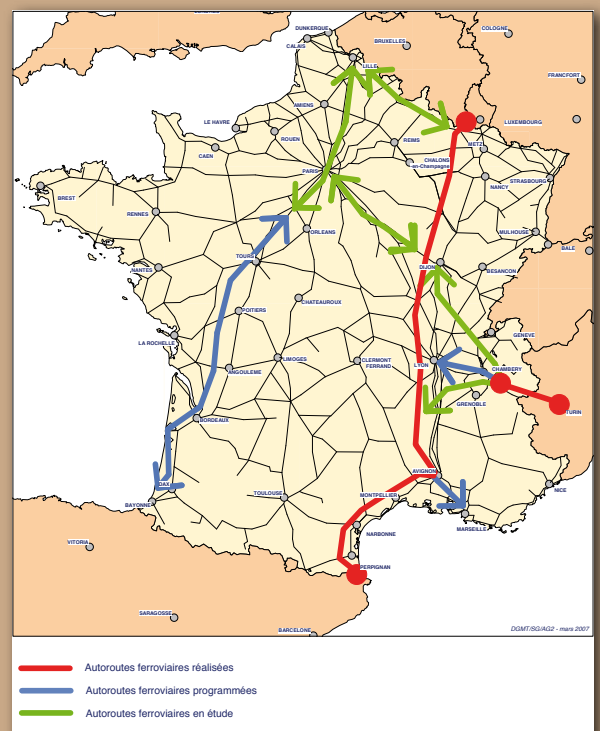 DUNKERQUE
CALAIS
COLOGNE
BRUXELLES
LILLE
FRANCFORT
AMIENS
LE HAVRE
LUXEMBOURG
ROUEN
REIMS
METZ
CAEN
CHALONS
-en-Champagne
PARIS
STRASBOURG
NANCY
BREST
RENNES
ORLEANS
MULHOUSE
BALE
TOURS
DIJON
NANTES
BESANCON
CHATEAUROUX
POITIERS
GENEVE
LA ROCHELLE
LIMOGES
CLERMONT
FERRAND
LYON
CHAMBERY
ANGOULEME
GRENOBLE
TURIN
BORDEAUX
AVIGNON
DAX
TOULOUSE
MONTPELLIER
NICE
BAYONNE
MARSEILLE
NARBONNE
VITORIA
PERPIGNAN
SARAGOSSE
BARCELONE
DGMT/SG/AG2 - mars 2007
Autoroutes ferroviaires réalisées
Autoroutes ferroviaires programmées
Autoroutes ferroviaires en étude